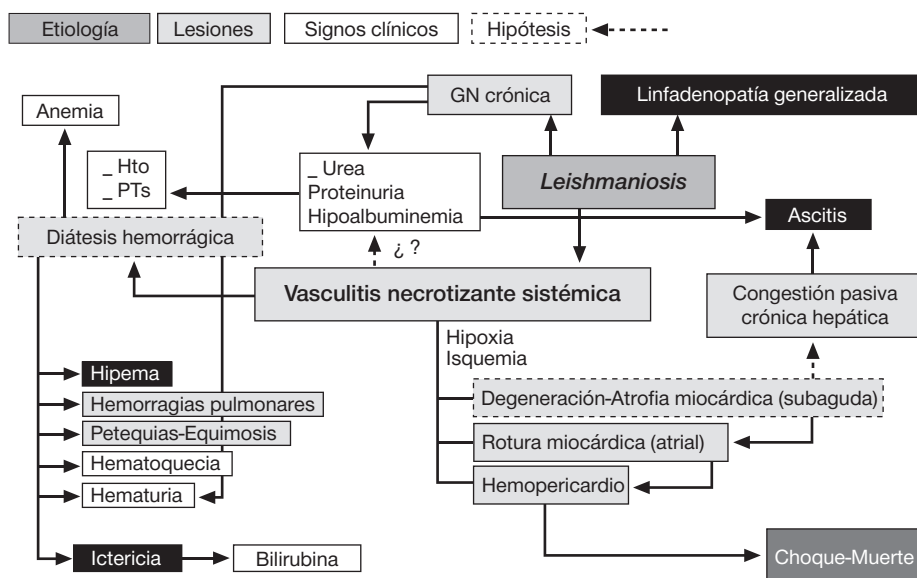 Etiología
Lesiones
Signos clínicos
Hipótesis
GN crónica
Linfadenopatía generalizada
Anemia
_ Hto
_ PTs
_ Urea
Proteinuria
Hipoalbuminemia
Leishmaniosis
Ascitis
Diátesis hemorrágica
¿ ?
Vasculitis necrotizante sistémica
Congestión pasiva
crónica hepática
Hipoxia
Isquemia
Hipema
Hemorragias pulmonares
Petequias-Equimosis
Hematoquecia
Hematuria
Degeneración-Atrofia miocárdica (subaguda)
Rotura miocárdica (atrial)
Hemopericardio
Ictericia
Bilirubina
Choque-Muerte